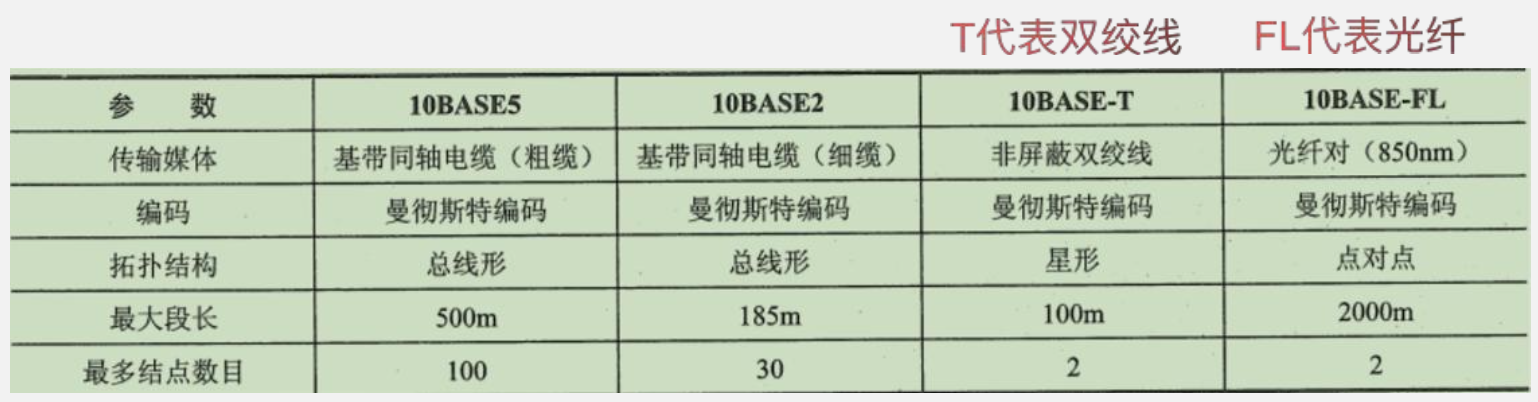 T代表双绞线 FL代表光纤
参 数 10BASE5 10BASE2 10BASE-T 10BASE-FL
传输媒体 基带同轴电缆（粗缆） 基带同轴电缆（细缆） 非屏蔽双绞线 光纤对（850nm）
编码 曼彻斯特编码 曼彻斯特编码 曼彻斯特编码 曼彻斯特编码
拓扑结构 总线形 总线形 星形 点对点
最大段长 500m 185m 100m 2000m
最多结点数目 100 30 2 2